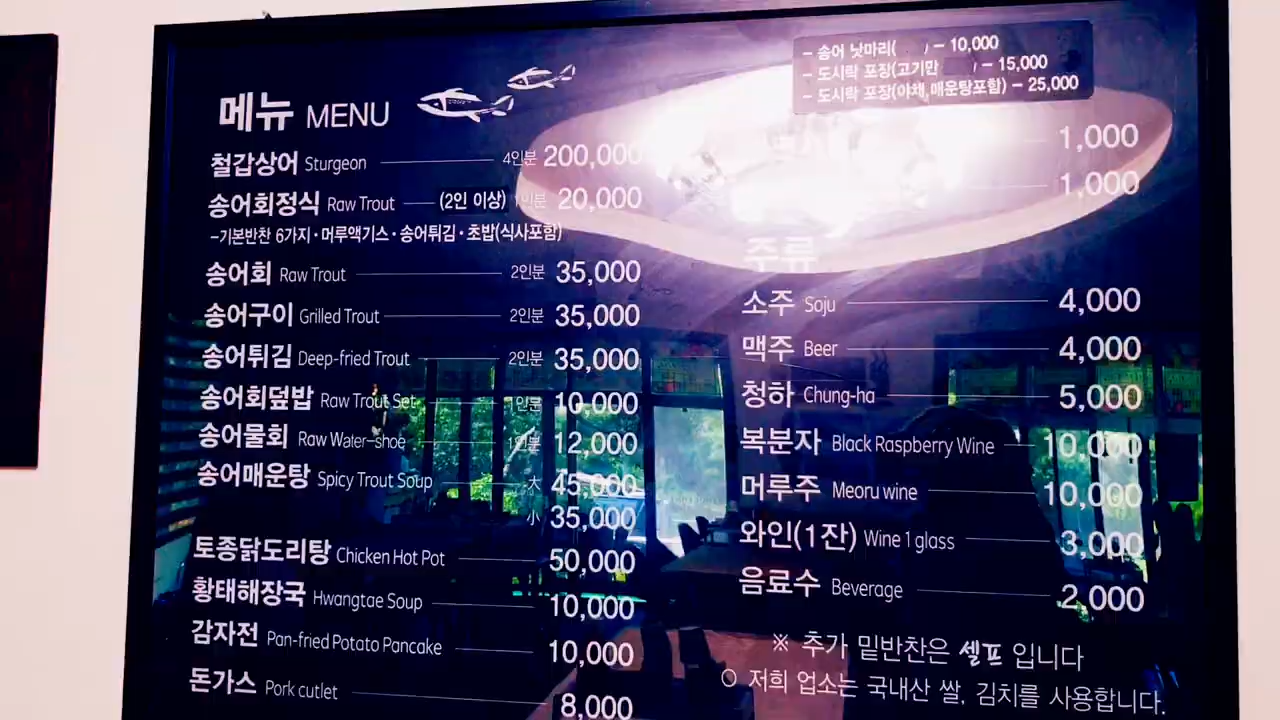 메뉴 MENU
철갑상어 Sturgeon 4인분 200,000
송어회정식 Raw Trout (2인 이상) 1인분 20,000
-기본반찬 6가지·머루액기스·송어튀김·초밥(식사포함)
송어회 Raw Trout 2인분 35,000
송어구이 Grilled Trout 2인분 35,000
송어튀김 Deep-fried Trout 2인분 35,000
송어회덮밥 Raw Trout Set 1인분 10,000
송어물회 Raw Water-shoe 1인분 12,000
송어매운탕 Spicy Trout Soup 大 45,000
小 35,000
토종닭도리탕 Chicken Hot Pot 50,000
황태해장국 Hwangtae Soup 10,000
감자전 Pan-fried Potato Pancake 10,000
돈가스 Pork cutlet 8,000
- 송어 낫마리( ) - 10,000
- 도시락 포장(고기만 ) - 15,000
- 도시락 포장(야채,매운탕포함) - 25,000
1,000
1,000
주류
소주 Soju 4,000
맥주 Beer 4,000
청하 Chung-ha 5,000
복분자 Black Raspberry Wine 10,000
머루주 Meoru wine 10,000
와인(1잔) Wine 1 glass 3,000
음료수 Beverage 2,000
※ 추가 밑반찬은 셀프 입니다
○ 저희 업소는 국내산 쌀, 김치를 사용합니다.